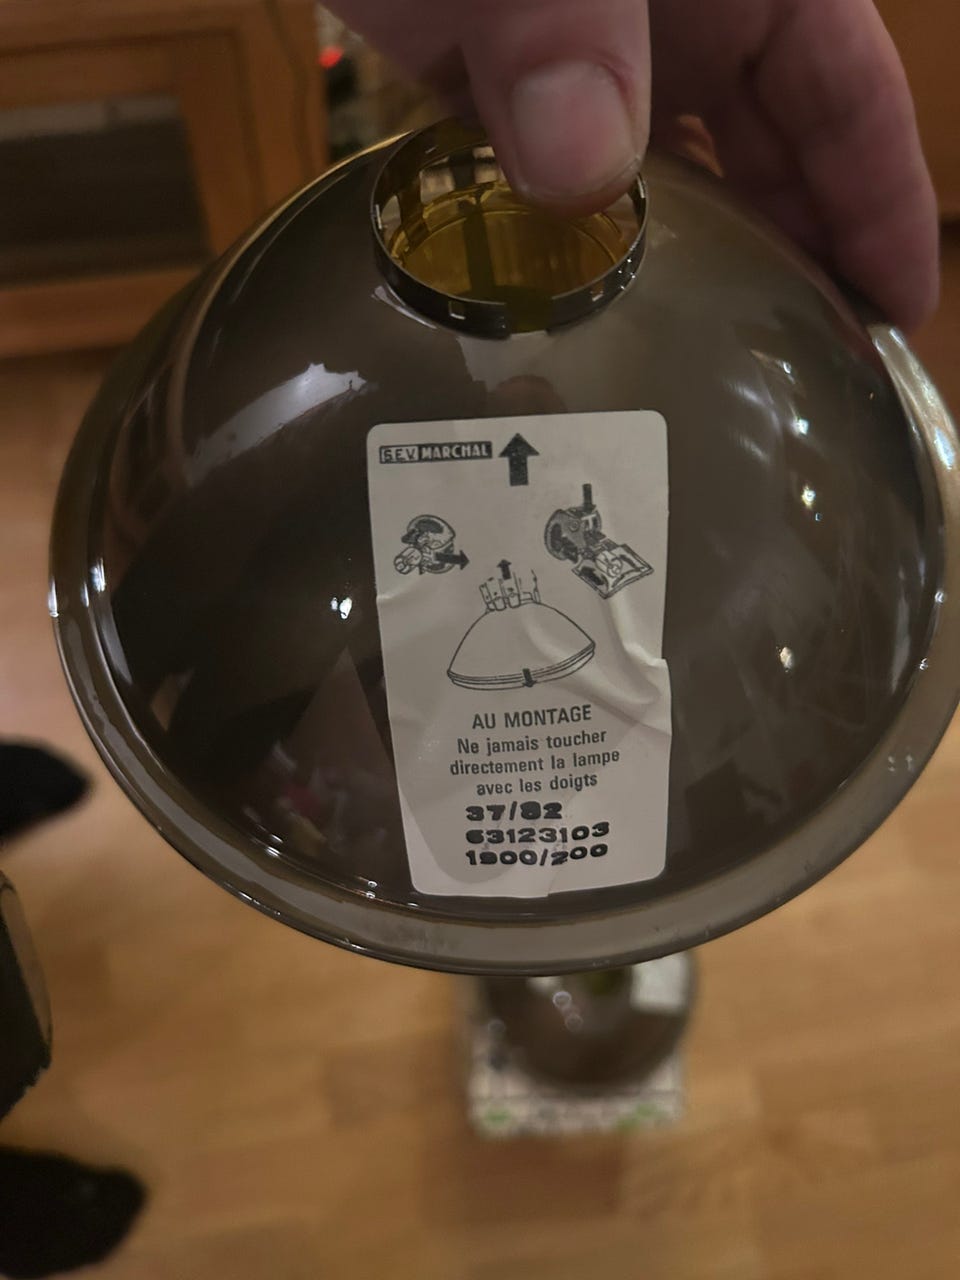 S.E.V. MARCHAL
AU MONTAGE
Ne jamais toucher
directement la lampe
avec les doigts
37/82
63123103
1900/200